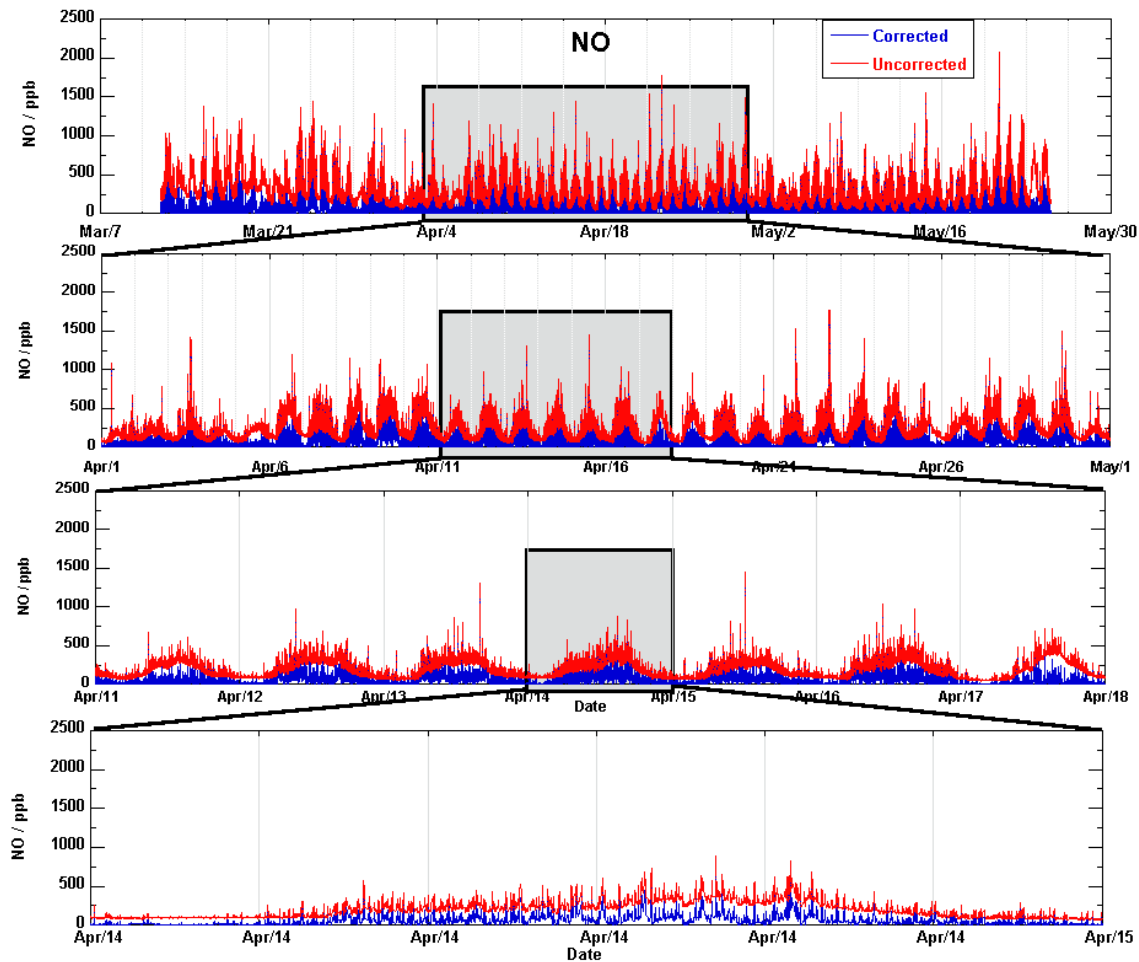 2500
2000
1500
1000
500
0
NO / ppb
NO
Corrected
Uncorrected
Mar/7 Mar/21 Apr/4 Apr/18 May/2 May/16 May/30
2500
2000
1500
1000
500
0
NO /ppb
Apr/1 Apr/6 Apr/11 Apr/16 Apr/21 Apr/26 May/1
2500
2000
1500
1000
500
0
NO /ppb
Apr/11 Apr/12 Apr/13 Apr/14 Apr/15 Apr/16 Apr/17 Apr/18
Date
2500
2000
1500
1000
500
0
NO / ppb
Apr/14 Apr/14 Apr/14 Apr/14 Apr/14 Apr/14 Apr/15
Date